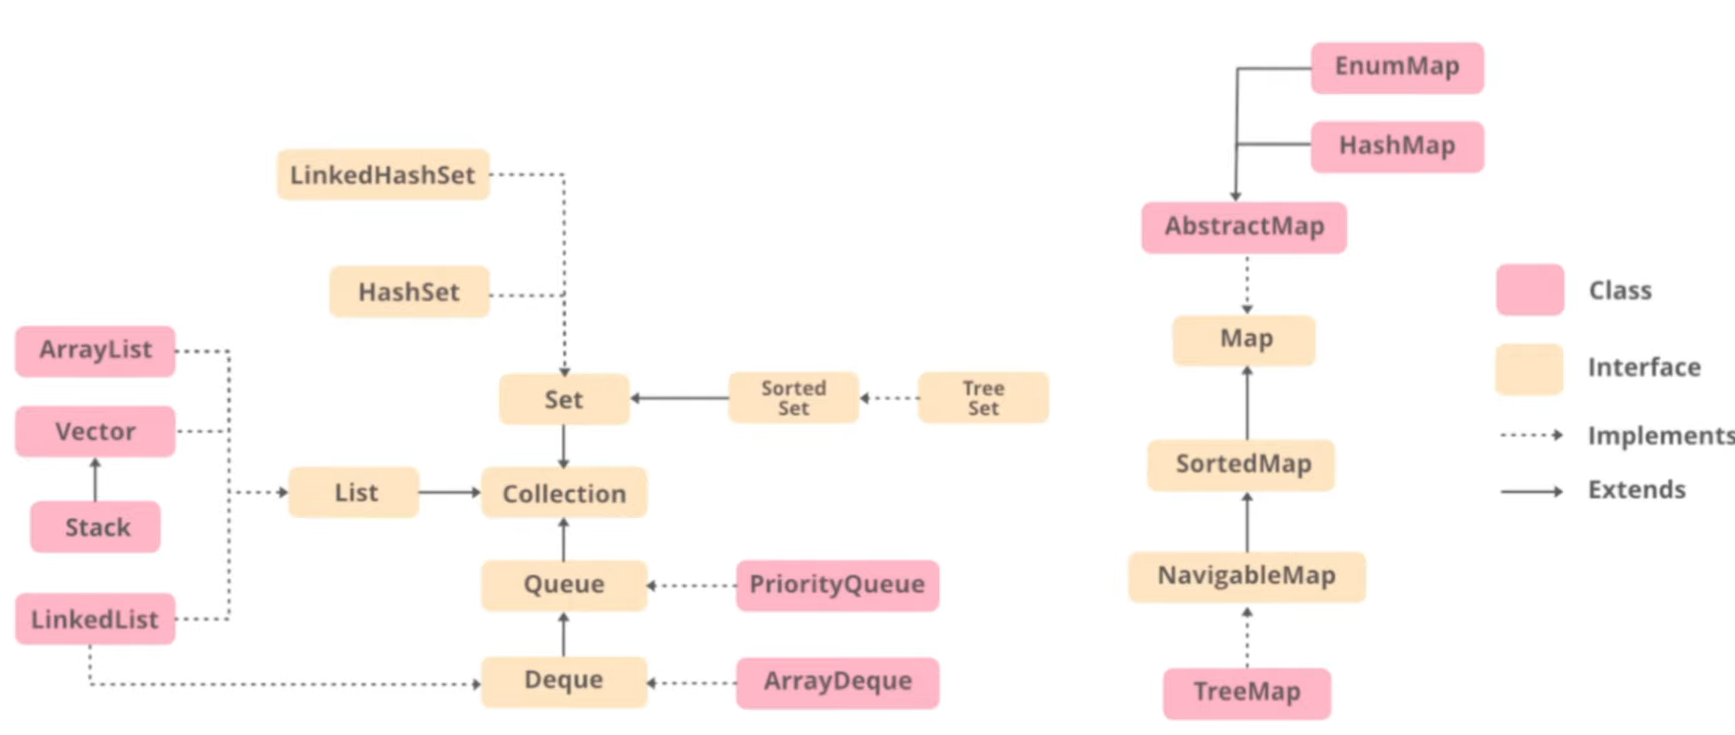 EnumMap
HashMap
LinkedHashSet
AbstractMap
HashSet
Class
Map
ArrayList
Interface
Set
Sorted
Set
Tree
Set
Vector
Implements
SortedMap
List
Collection
Extends
Stack
Queue
PriorityQueue
NavigableMap
LinkedList
Deque
ArrayDeque
TreeMap